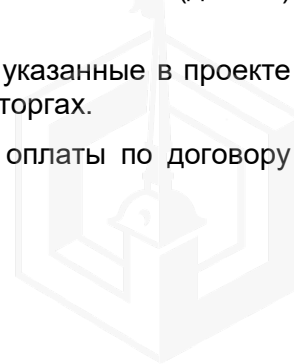 указанные в проекте
торгах.
оплаты по договору